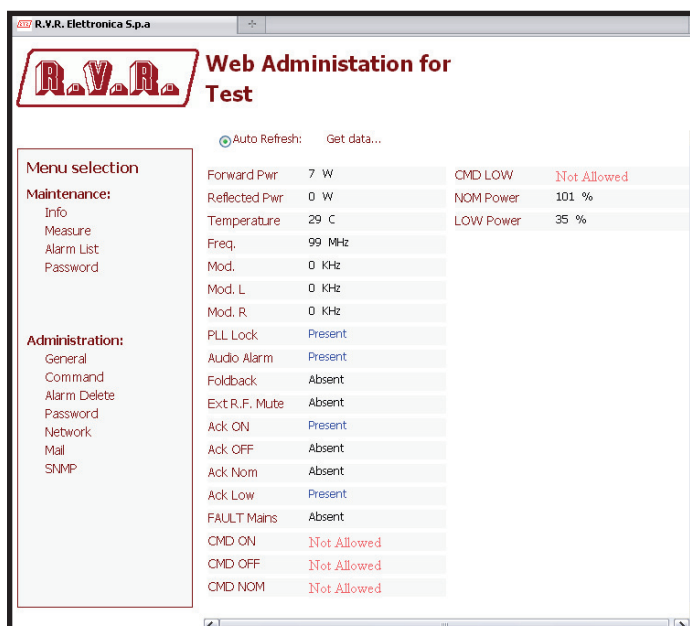 R.V.R. Elettronica S.p.a
R.V.R.
Web Administation for
Test
Auto Refresh: Get data...
Menu selection
Maintenance:
Info
Measure
Alarm List
Password
Administration:
General
Command
Alarm Delete
Password
Network
Mail
SNMP
Forward Pwr 7 W
Reflected Pwr 0 W
Temperature 29 C
Freq. 99 MHz
Mod. 0 KHz
Mod. L 0 KHz
Mod. R 0 KHz
PLL Lock Present
Audio Alarm Present
Foldback Absent
Ext R.F. Mute Absent
Ack ON Present
Ack OFF Absent
Ack Nom Absent
Ack Low Present
FAULT Mains Absent
CMD ON Not Allowed
CMD OFF Not Allowed
CMD NOM Not Allowed
CMD LOW Not Allowed
NOM Power 101 %
LOW Power 35 %